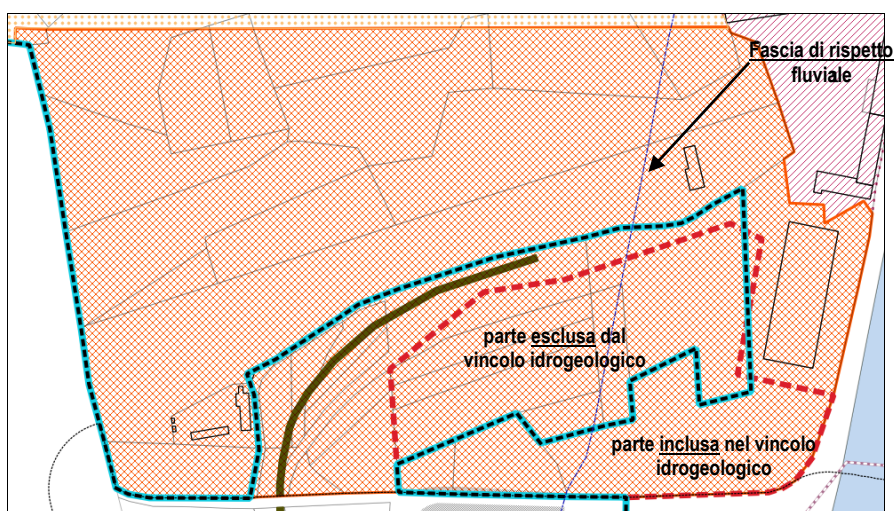 Fascia di rispetto
fluviale
parte esclusa dal
vincolo idrogeologico
parte inclusa nel vincolo
idrogeologico